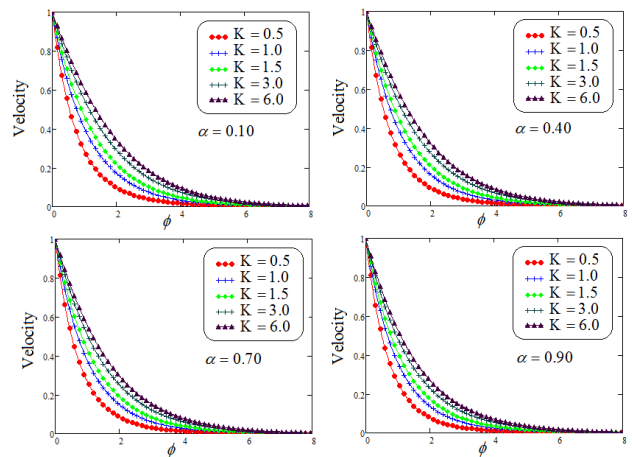 1
0.8
0.6
0.4
0.2
0
Velocity
K = 0.5
K = 1.0
K = 1.5
K = 3.0
K = 6.0
α = 0.10
0 2 4 6 8
ϕ
1
0.8
0.6
0.4
0.2
0
Velocity
K = 0.5
K = 1.0
K = 1.5
K = 3.0
K = 6.0
α = 0.40
0 2 4 6 8
ϕ
1
0.8
0.6
0.4
0.2
0
Velocity
K = 0.5
K = 1.0
K = 1.5
K = 3.0
K = 6.0
α = 0.70
0 2 4 6 8
ϕ
1
0.8
0.6
0.4
0.2
0
Velocity
K = 0.5
K = 1.0
K = 1.5
K = 3.0
K = 6.0
α = 0.90
0 2 4 6 8
ϕ